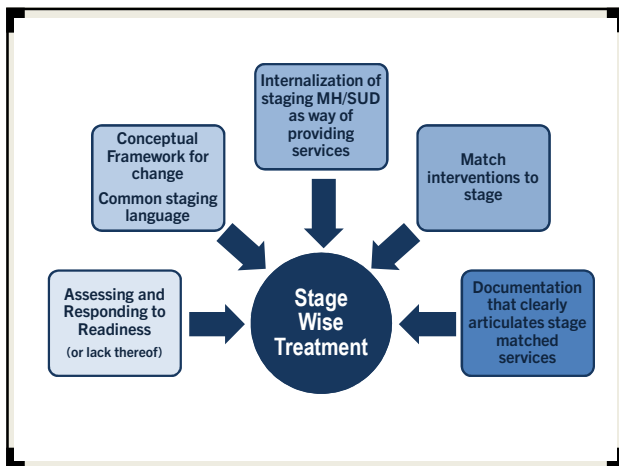 Internalization of
staging MH/SUD
as way of
providing
services
Conceptual
Framework for
change
Common staging
language
Match
interventions to
stage
Assessing and
Responding to
Readiness
(or lack thereof)
Stage
Wise
Treatment
Documentation
that clearly
articulates stage
matched
services